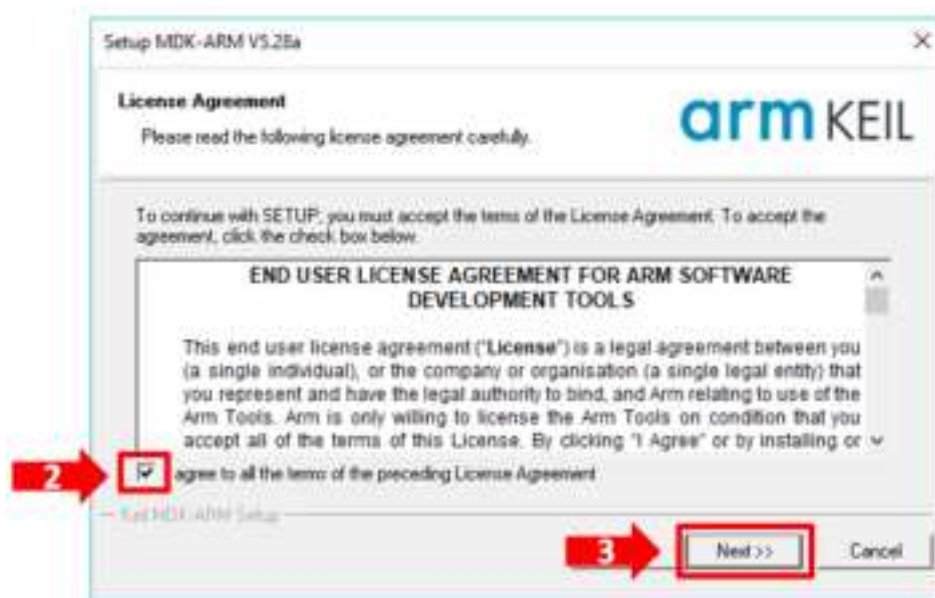 Setup MDK-ARM V5.28a
License Agreement
Please read the following license agreement carefully.
arm KEIL
To continue with SETUP, you must accept the terms of the License Agreement. To accept the
agreement, click the check box below.
END USER LICENSE AGREEMENT FOR ARM SOFTWARE
DEVELOPMENT TOOLS
This end user license agreement ("License") is a legal agreement between you
(a single individual), or the company or organisation (a single legal entity) that
you represent and have the legal authority to bind, and Arm relating to use of the
Arm Tools. Arm is only willing to license the Arm Tools on condition that you
accept all of the terms of this License. By clicking "I Agree" or by installing or
2
agree to all the terms of the preceding License Agreement
Keil MDK-ARM Setup
3
Next >>
Cancel